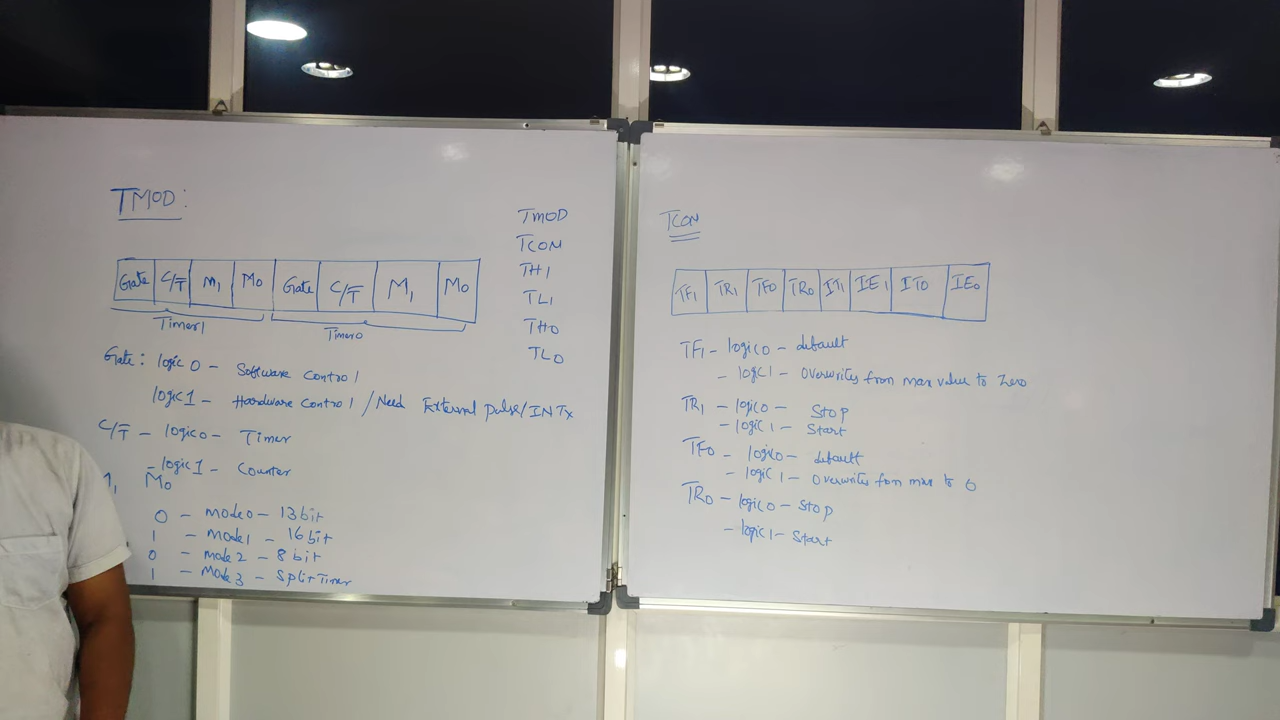 TMOD:
Gate C/T M1 M0 Gate C/T M1 M0
Timer1 Timer0
Gate: logic 0 - Software Control
logic 1 - Hardware Control / Need External Pulse/INTx
C/T - logic 0 - Timer
- logic 1 - Counter
M1 M0
0 - mode 0 - 13 bit
1 - mode 1 - 16 bit
0 - mode 2 - 8 bit
1 - Mode 3 - Split Timer
TMOD
TCON
TH1
TL1
TH0
TL0
TCON
TF1 TR1 TF0 TR0 IT1 IE1 IT0 IE0
TF1 - logic 0 - default
- logic 1 - Overwrites from max value to Zero
TR1 - logic 0 - Stop
- logic 1 - Start
TF0 - logic 0 - default
- logic 1 - Overwrites from max to 0
TR0 - logic 0 - Stop
- logic 1 - Start